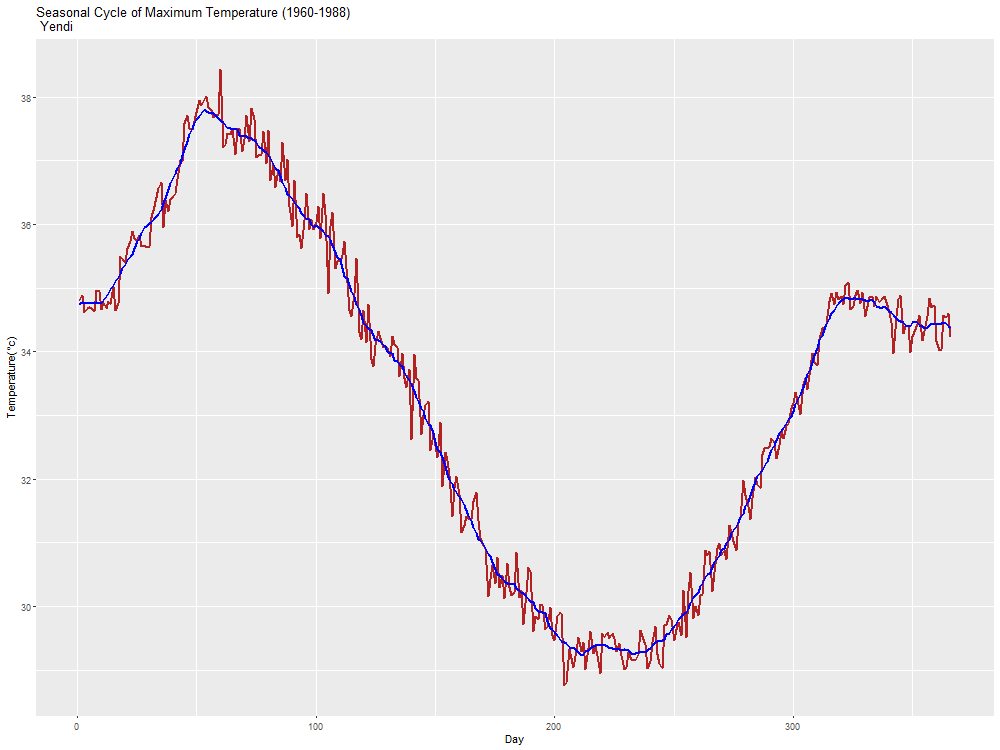 Seasonal Cycle of Maximum Temperature (1960-1988)
Yendi
38
36
34
32
30
Temperature(°c)
0
100
200
300
Day